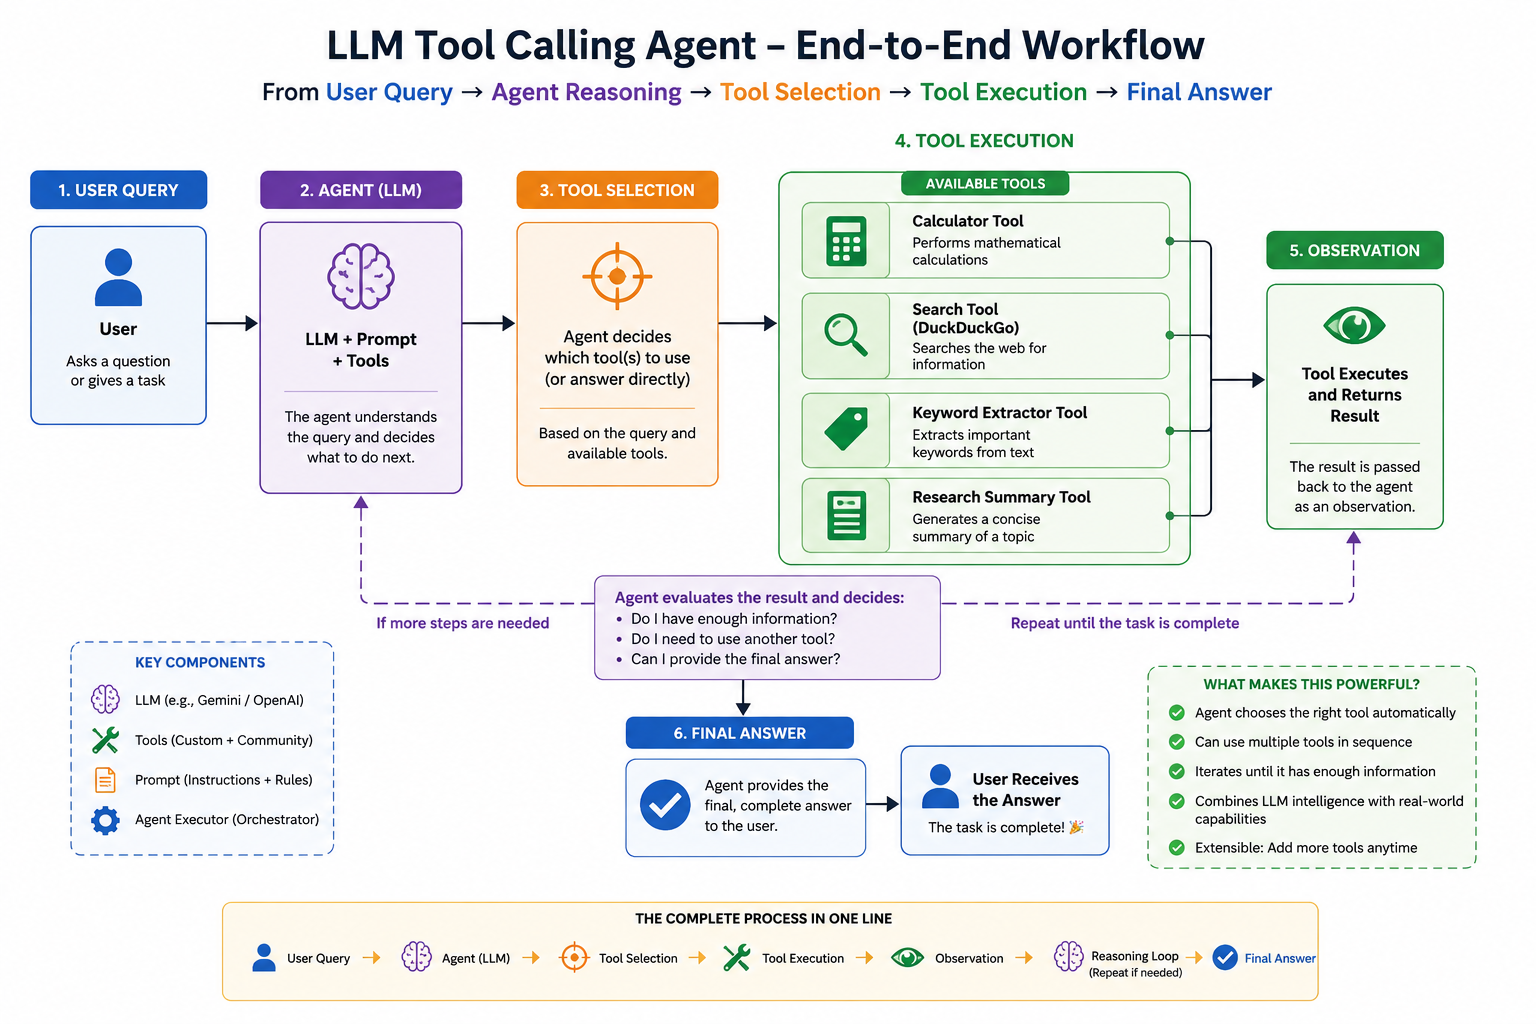 LLM Tool Calling Agent – End-to-End Workflow
From User Query → Agent Reasoning → Tool Selection → Tool Execution → Final Answer
1. USER QUERY
User
Asks a question
or gives a task
2. AGENT (LLM)
LLM + Prompt
+ Tools
The agent understands
the query and decides
what to do next.
3. TOOL SELECTION
Agent decides
which tool(s) to use
(or answer directly)
Based on the query and
available tools.
4. TOOL EXECUTION
AVAILABLE TOOLS
Calculator Tool
Performs mathematical
calculations
Search Tool
(DuckDuckGo)
Searches the web for
information
Keyword Extractor Tool
Extracts important
keywords from text
Research Summary Tool
Generates a concise
summary of a topic
5. OBSERVATION
Tool Executes
and Returns
Result
The result is passed
back to the agent
as an observation.
If more steps are needed
Agent evaluates the result and decides:
• Do I have enough information?
• Do I need to use another tool?
• Can I provide the final answer?
Repeat until the task is complete
KEY COMPONENTS
LLM (e.g., Gemini / OpenAI)
Tools (Custom + Community)
Prompt (Instructions + Rules)
Agent Executor (Orchestrator)
6. FINAL ANSWER
Agent provides the
final, complete answer
to the user.
User Receives
the Answer
The task is complete! 🎉
WHAT MAKES THIS POWERFUL?
Agent chooses the right tool automatically
Can use multiple tools in sequence
Iterates until it has enough information
Combines LLM intelligence with real-world
capabilities
Extensible: Add more tools anytime
THE COMPLETE PROCESS IN ONE LINE
User Query → Agent (LLM) → Tool Selection → Tool Execution → Observation → Reasoning Loop → Final Answer
(Repeat if needed)